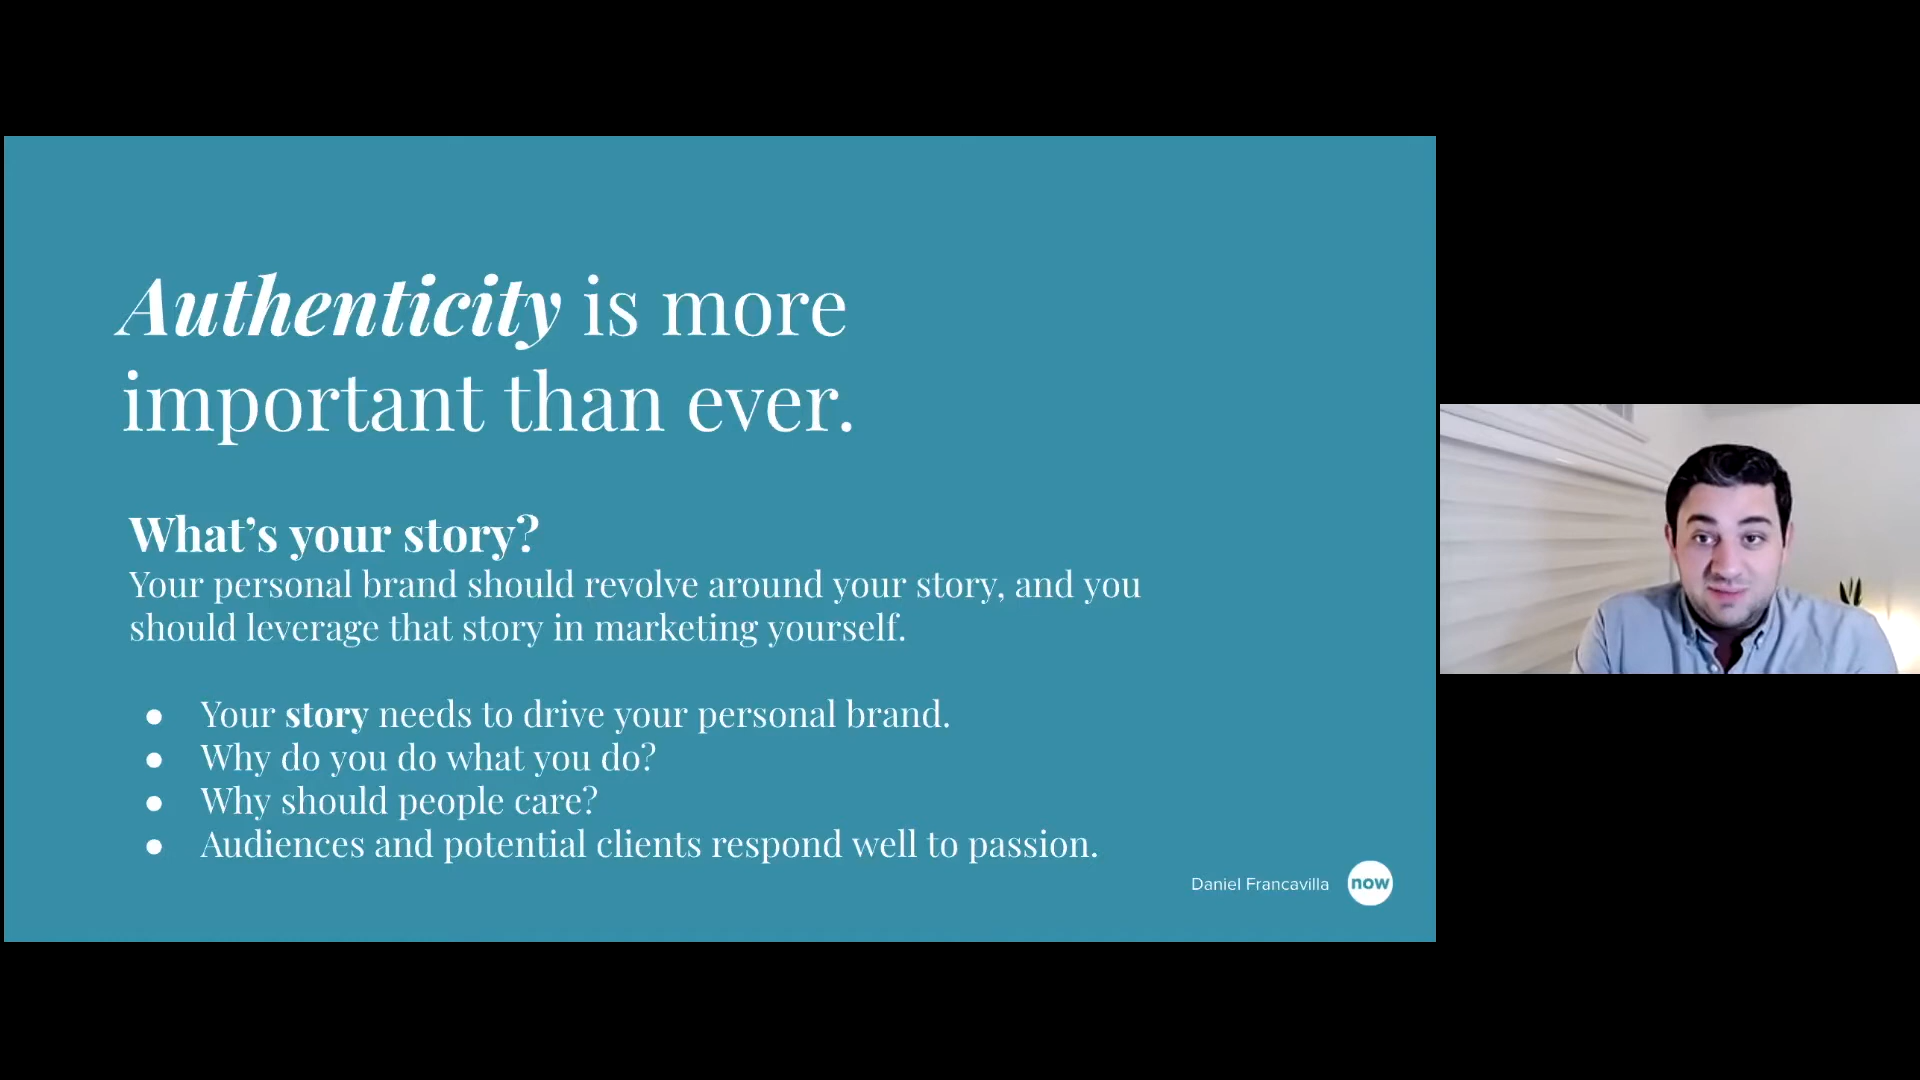 Authenticity is more
important than ever.
What’s your story?
Your personal brand should revolve around your story, and you
should leverage that story in marketing yourself.
● Your story needs to drive your personal brand.
● Why do you do what you do?
● Why should people care?
● Audiences and potential clients respond well to passion.
Daniel Francavilla
now